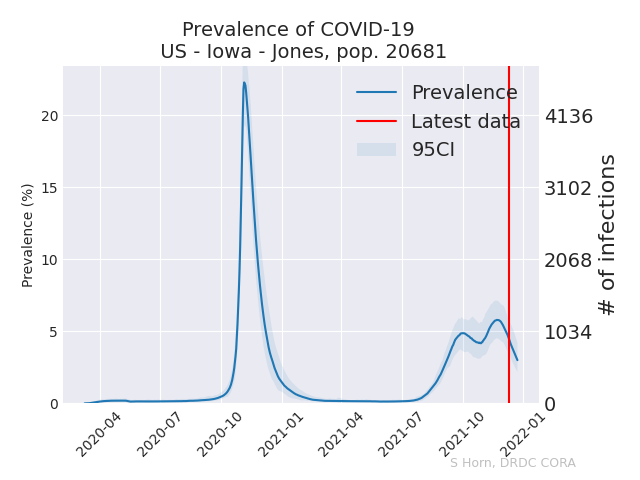 Prevalence of COVID-19
US - Iowa - Jones, pop. 20681
Prevalence
Latest data
95CI
Prevalence (%)
20
15
10
5
0
4136
3102
2068
1034
0
# of infections
2020-04
2020-07
2020-10
2021-01
2021-04
2021-07
2021-10
2022-01
S Horn, DRDC CORA